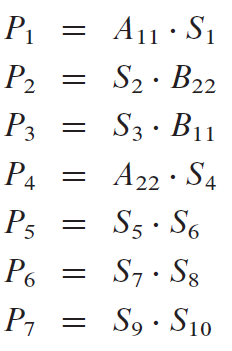 P₁ = A₁₁ · S₁
P₂ = S₂ · B₂₂
P₃ = S₃ · B₁₁
P₄ = A₂₂ · S₄
P₅ = S₅ · S₆
P₆ = S₇ · S₈
P₇ = S₉ · S₁₀